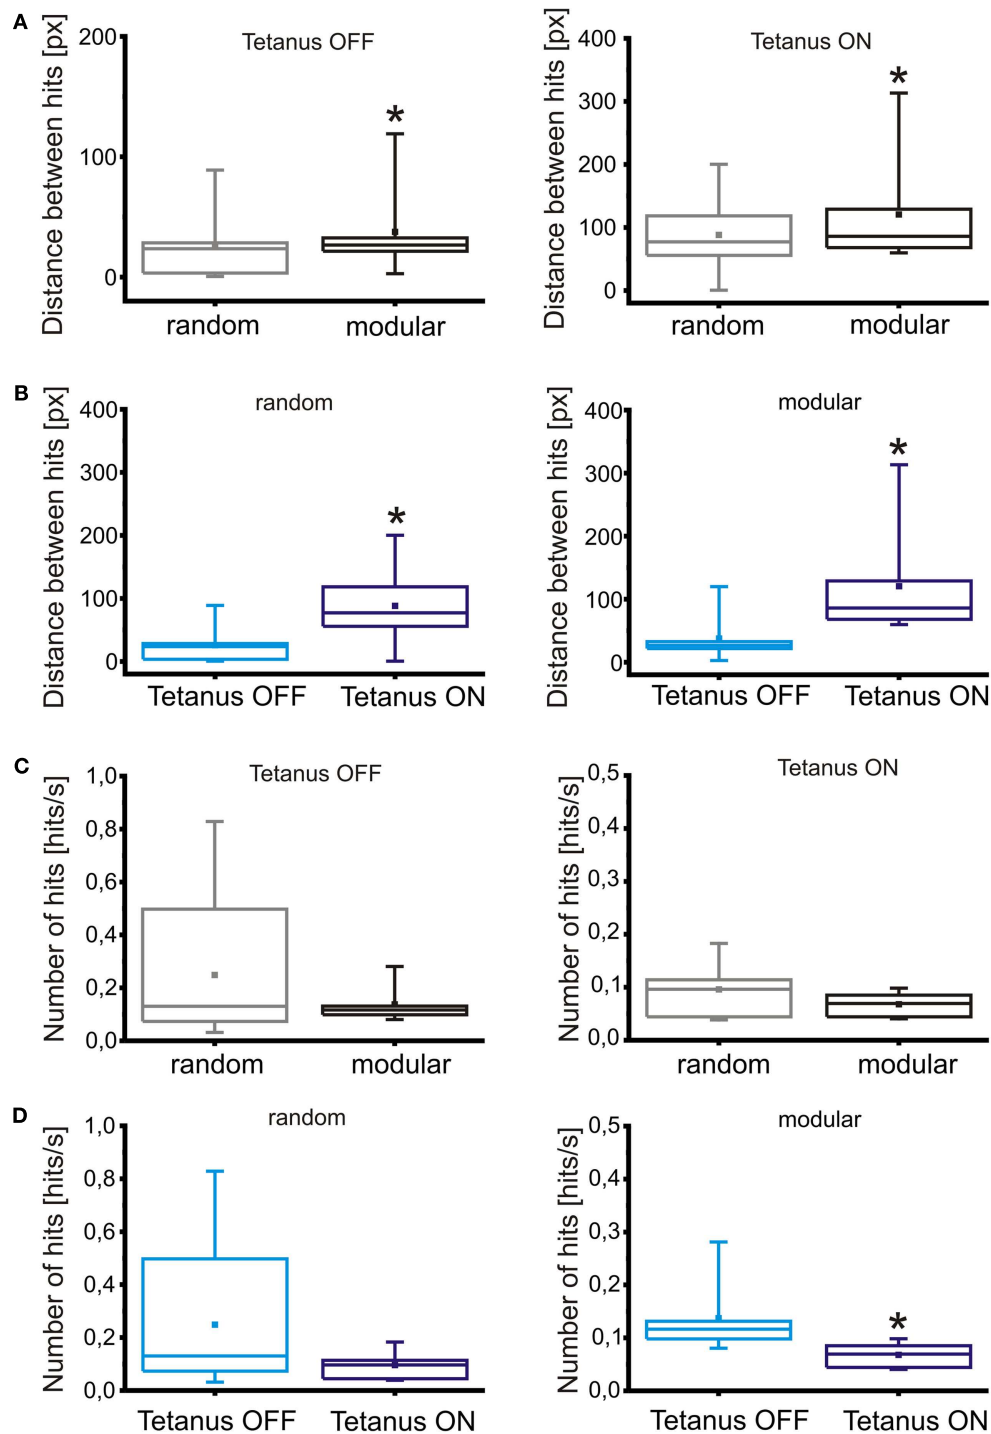 A
Distance between hits [px]
Tetanus OFF
200
100
0
*
random
modular
Distance between hits [px]
Tetanus ON
400
300
200
100
0
*
random
modular
B
Distance between hits [px]
random
400
300
200
100
0
*
Tetanus OFF
Tetanus ON
Distance between hits [px]
modular
400
300
200
100
0
*
Tetanus OFF
Tetanus ON
C
Number of hits [hits/s]
Tetanus OFF
1,0
0,8
0,6
0,4
0,2
0,0
random
modular
Number of hits [hits/s]
Tetanus ON
0,5
0,4
0,3
0,2
0,1
0,0
random
modular
D
Number of hits [hits/s]
random
1,0
0,8
0,6
0,4
0,2
0,0
Tetanus OFF
Tetanus ON
Number of hits [hits/s]
modular
0,5
0,4
0,3
0,2
0,1
0,0
*
Tetanus OFF
Tetanus ON